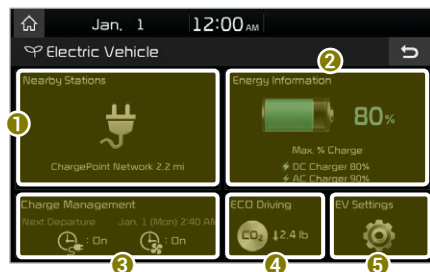 Jan. 1 12:00 AM
Electric Vehicle
2
Nearby Stations
Energy Information
1
80%
Max. % Charge
ChargePoint Network 2.2 mi
DC Charger 80%
AC Charger 90%
Charge Management
ECO Driving
EV Settings
Next Departure Jan. 1 (Mon) 2:40 AM
: On : On
CO₂ ↓2.4 lb
3 4 5